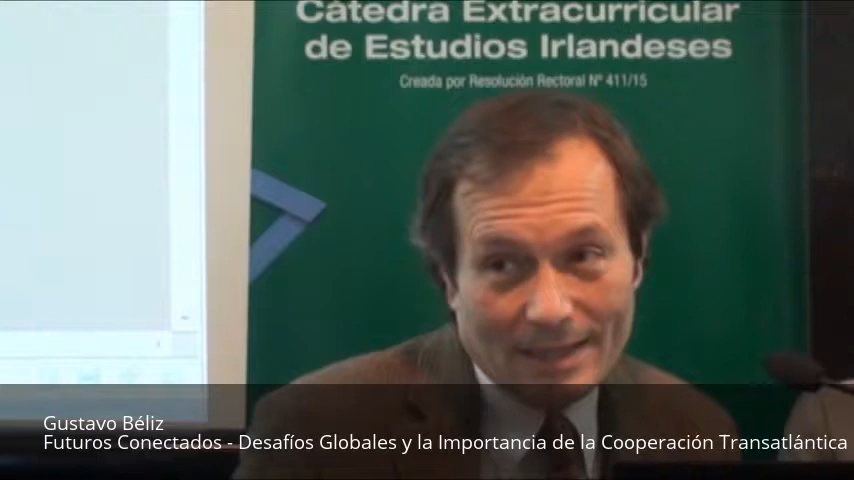 Cátedra Extracurricular
de Estudios Irlandeses
Creada por Resolución Rectoral Nº 411/15
Gustavo Béliz
Futuros Conectados - Desafíos Globales y la Importancia de la Cooperación Transatlántica